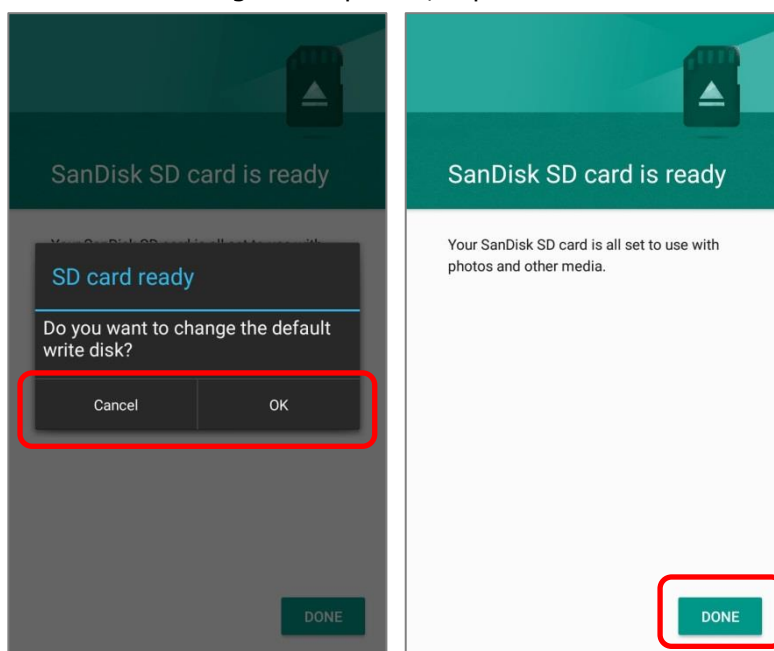 SanDisk SD card is ready
SD card ready
Do you want to change the default
write disk?
Cancel
OK
DONE
SanDisk SD card is ready
Your SanDisk SD card is all set to use with
photos and other media.
DONE